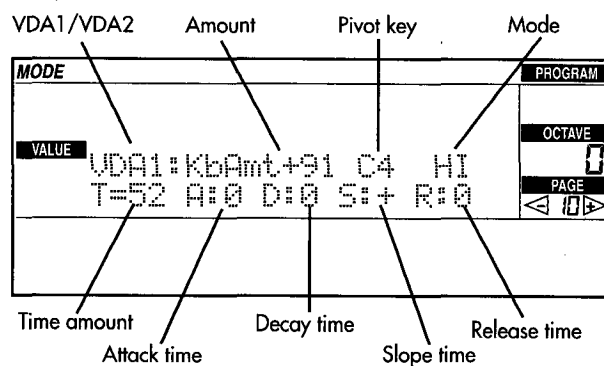 VDA1/VDA2 Amount Pivot key Mode
MODE PROGRAM
OCTAVE
0
VALUE VDA1:KbAmt+91 C4 HI
T=52 A:0 D:0 S:+ R:0
PAGE
- 10 +
Time amount Decay time Release time
Attack time Slope time